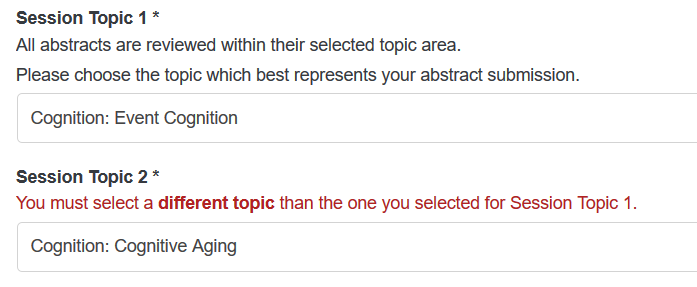 Session Topic 1 *
All abstracts are reviewed within their selected topic area.
Please choose the topic which best represents your abstract submission.
Cognition: Event Cognition
Session Topic 2 *
You must select a different topic than the one you selected for Session Topic 1.
Cognition: Cognitive Aging